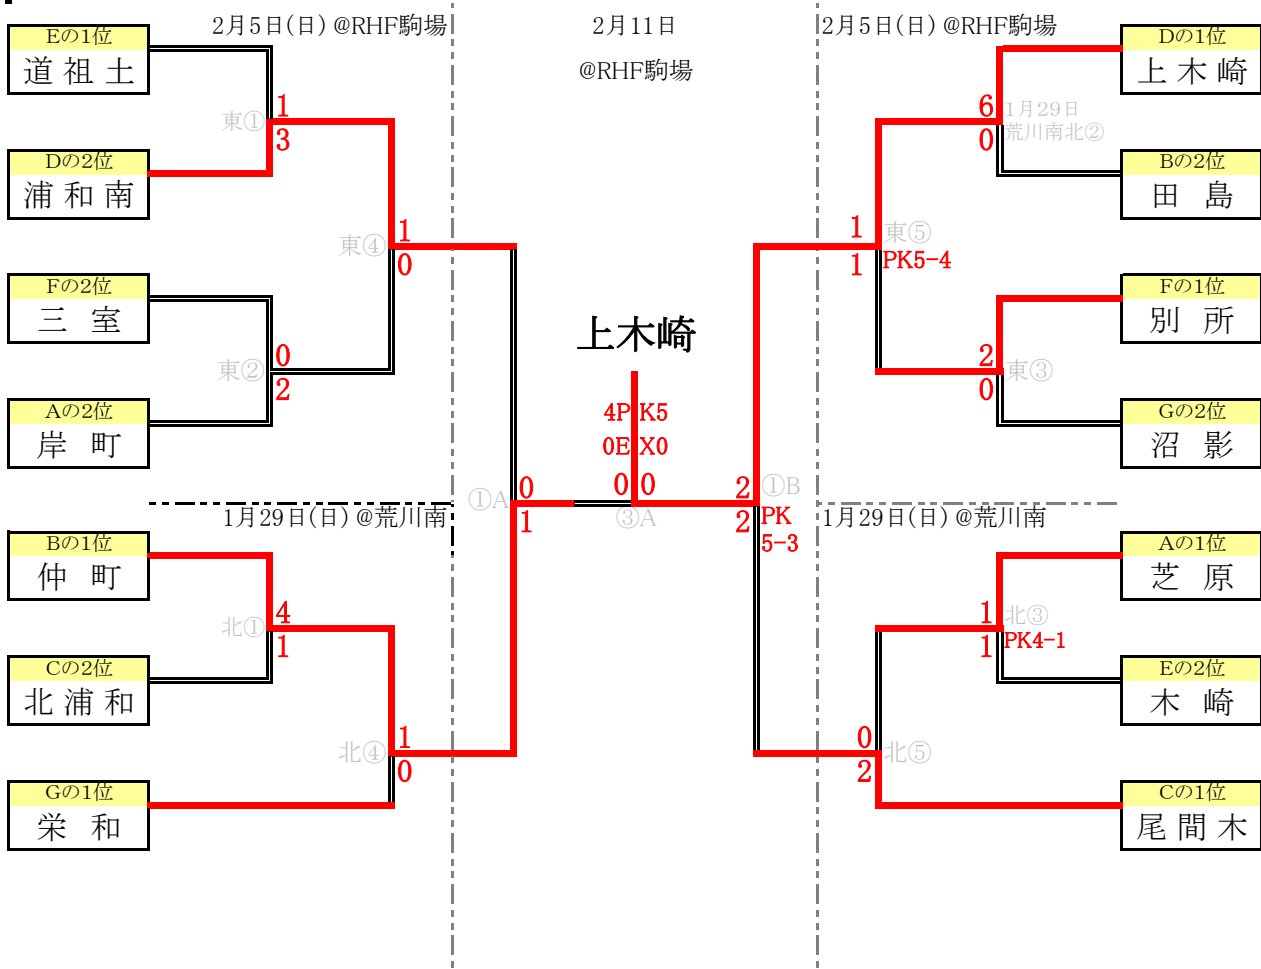 2月5日(日) @RHF駒場
2月11日
@RHF駒場
2月5日(日) @RHF駒場
Eの1位
道祖土
Dの2位
浦和南
Fの2位
三室
Aの2位
岸町
Bの1位
仲町
Cの2位
北浦和
Gの1位
栄和
東①
1
3
東②
0
2
東④
1
0
1月29日(日) @荒川南
北①
4
1
北④
1
0
①A
0
1
上木崎
4PK5
0EX0
0 0
③A
2
2
①B
PK
5-3
1
1
東⑤
PK5-4
6
0
1月29日
荒川南北②
2
0
東③
1月29日(日) @荒川南
1
1
北③
PK4-1
0
2
北⑤
Dの1位
上木崎
Bの2位
田島
Fの1位
別所
Gの2位
沼影
Aの1位
芝原
Eの2位
木崎
Cの1位
尾間木